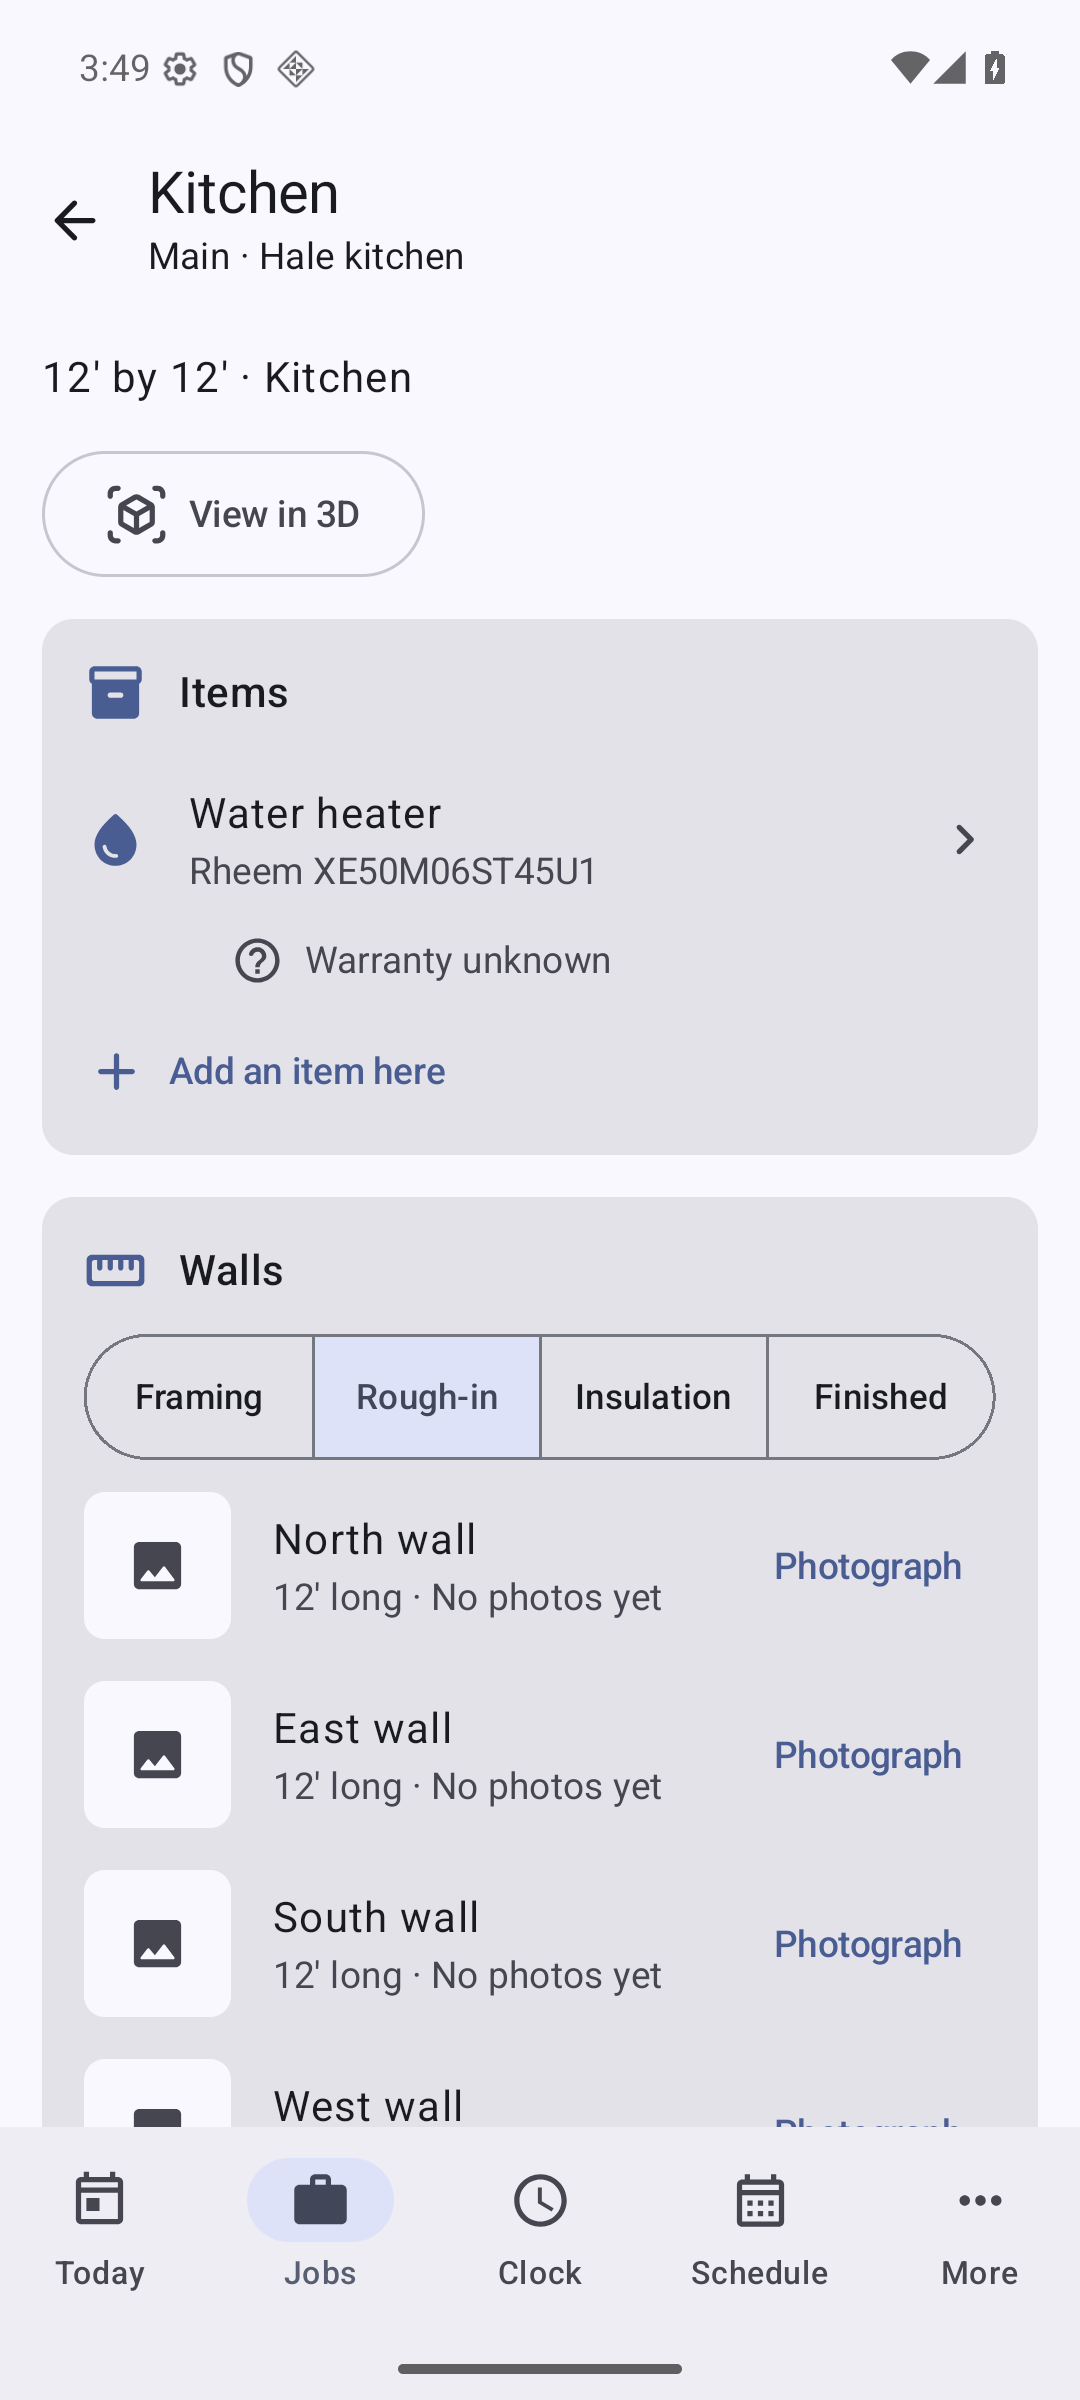 3:49
Kitchen
Main · Hale kitchen
12' by 12' · Kitchen
View in 3D
Items
Water heater
Rheem XE50M06ST45U1
Warranty unknown
Add an item here
Walls
Framing
Rough-in
Insulation
Finished
North wall
12' long · No photos yet
Photograph
East wall
12' long · No photos yet
Photograph
South wall
12' long · No photos yet
Photograph
West wall
Today
Jobs
Clock
Schedule
More